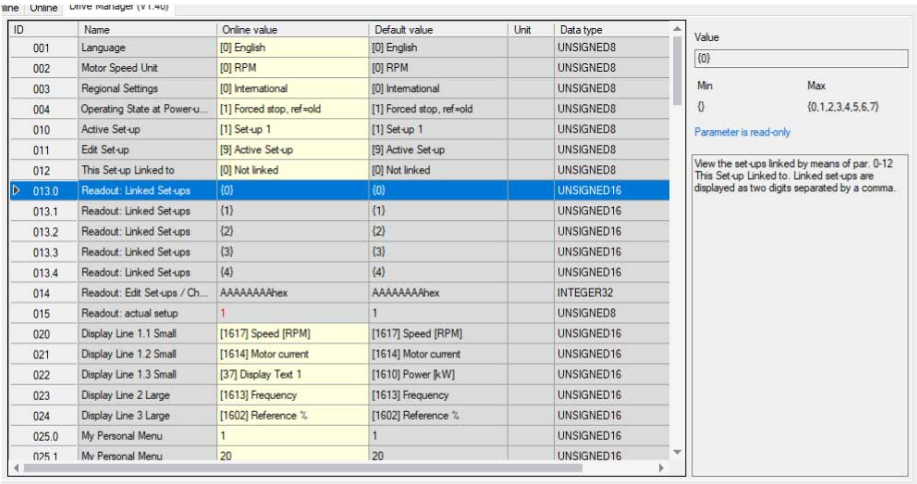 Online Drive Manager (V1.40)
ID Name Online value Default value Unit Data type
001 Language [0] English [0] English UNSIGNED8
002 Motor Speed Unit [0] RPM [0] RPM UNSIGNED8
003 Regional Settings [0] International [0] International UNSIGNED8
004 Operating State at Power-u... [1] Forced stop, ref=old [1] Forced stop, ref=old UNSIGNED8
010 Active Set-up [1] Set-up 1 [1] Set-up 1 UNSIGNED8
011 Edit Set-up [9] Active Set-up [9] Active Set-up UNSIGNED8
012 This Set-up Linked to [0] Not linked [0] Not linked UNSIGNED8
013.0 Readout: Linked Set-ups {0} {0} UNSIGNED16
013.1 Readout: Linked Set-ups {1} {1} UNSIGNED16
013.2 Readout: Linked Set-ups {2} {2} UNSIGNED16
013.3 Readout: Linked Set-ups {3} {3} UNSIGNED16
013.4 Readout: Linked Set-ups {4} {4} UNSIGNED16
014 Readout: Edit Set-ups / Ch... AAAAAAAAhex AAAAAAAAhex INTEGER32
015 Readout: actual setup 1 1 UNSIGNED8
020 Display Line 1.1 Small [1617] Speed [RPM] [1617] Speed [RPM] UNSIGNED16
021 Display Line 1.2 Small [1614] Motor current [1614] Motor current UNSIGNED16
022 Display Line 1.3 Small [37] Display Text 1 [1610] Power [kW] UNSIGNED16
023 Display Line 2 Large [1613] Frequency [1613] Frequency UNSIGNED16
024 Display Line 3 Large [1602] Reference % [1602] Reference % UNSIGNED16
025.0 My Personal Menu 1 1 UNSIGNED16
025.1 My Personal Menu 20 20 UNSIGNED16
Value
{0}
Min Max
{} {0,1,2,3,4,5,6,7}
Parameter is read-only
View the set-ups linked by means of par. 0-12
This Set-up Linked to. Linked set-ups are
displayed as two digits separated by a comma.